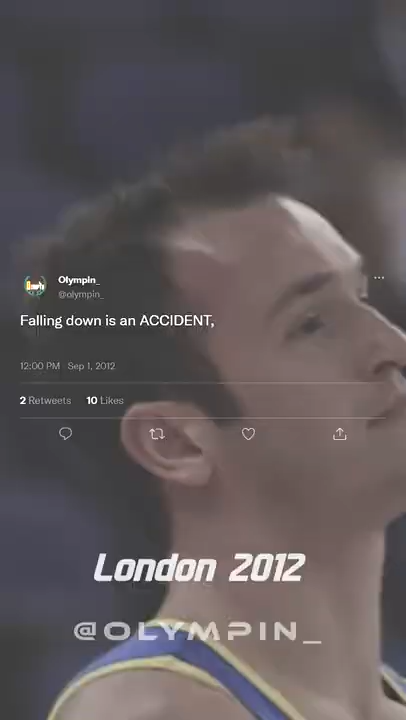 Olympin_
@olympin_
...
Falling down is an ACCIDENT,
12:00 PM Sep 1, 2012
2 Retweets 10 Likes
London 2012
@OLYMPIN_